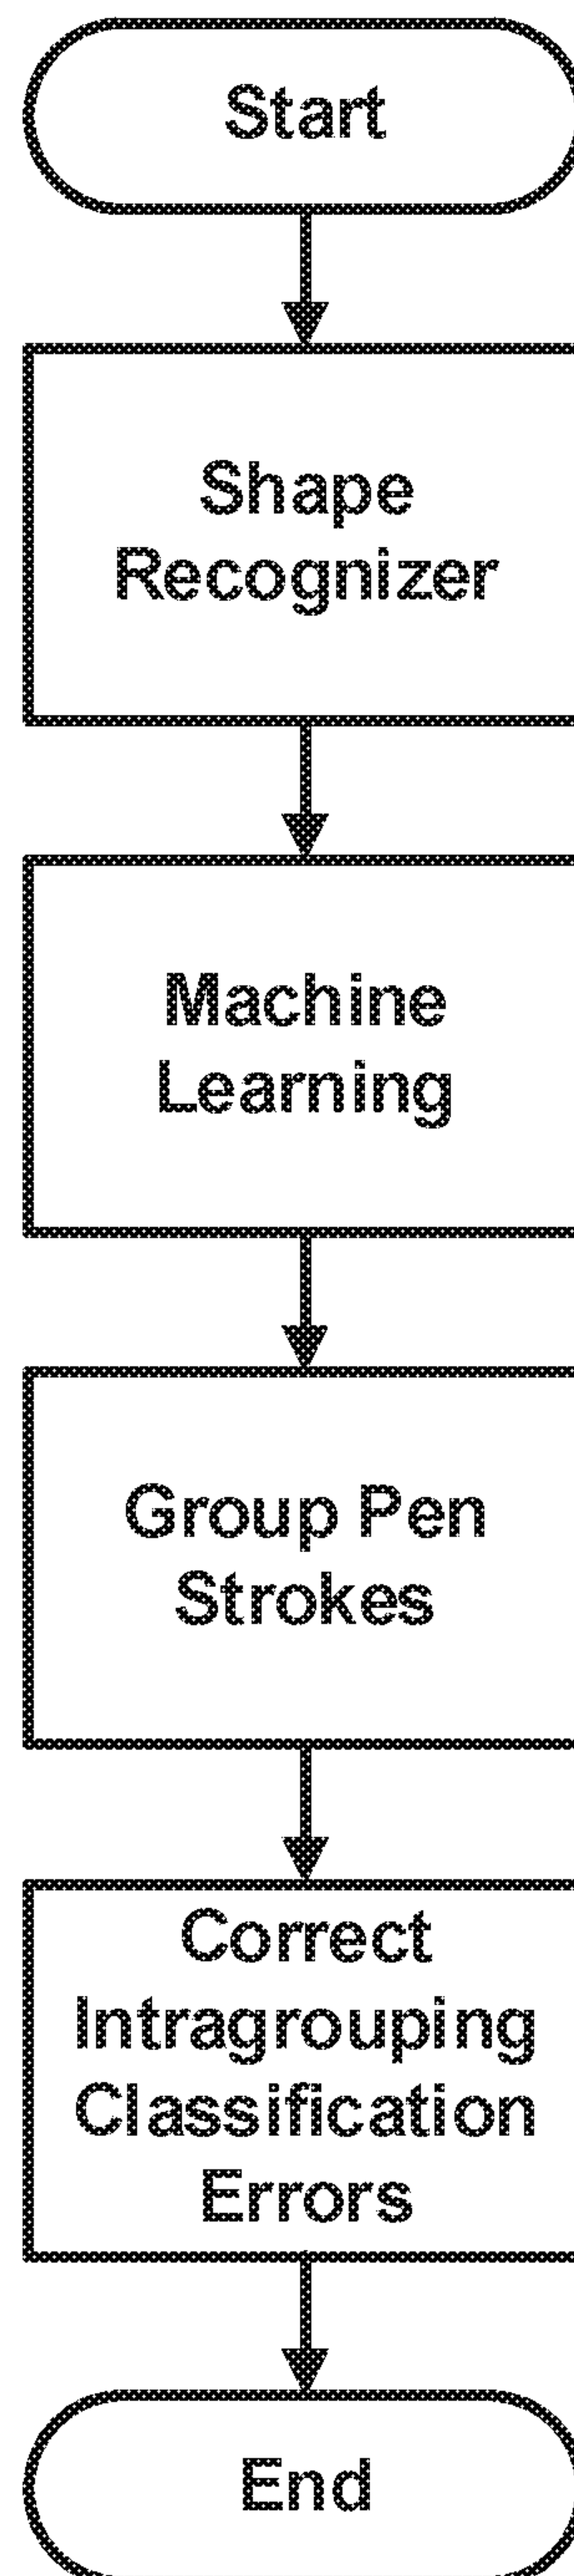 Start
Shape
Recognizer
Machine
Learning
Group Pen
Strokes
Correct
Intragrouping
Classification
Errors
End